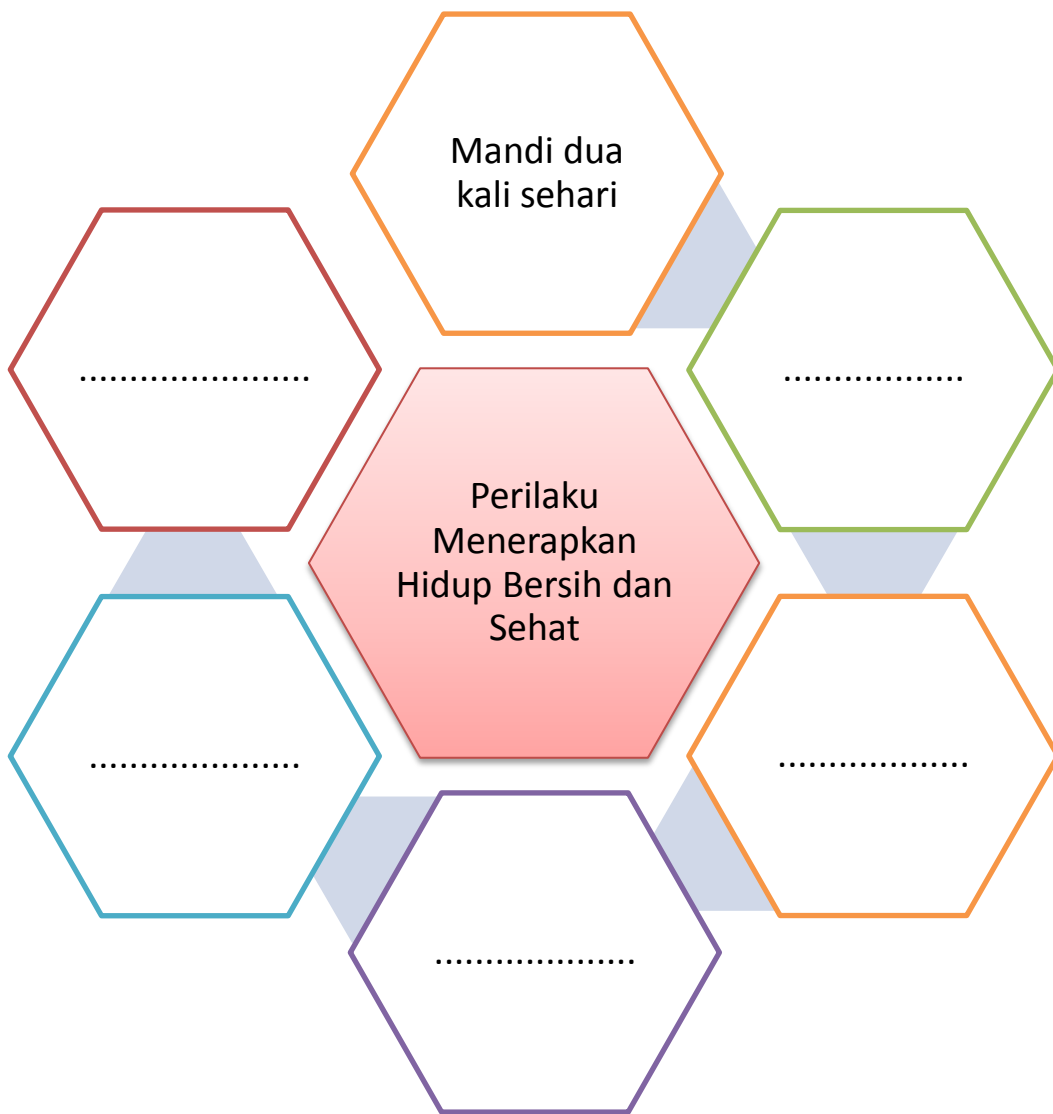 Mandi dua
kali sehari
.......................
..................
Perilaku
Menerapkan
Hidup Bersih dan
Sehat
.....................
...................
....................